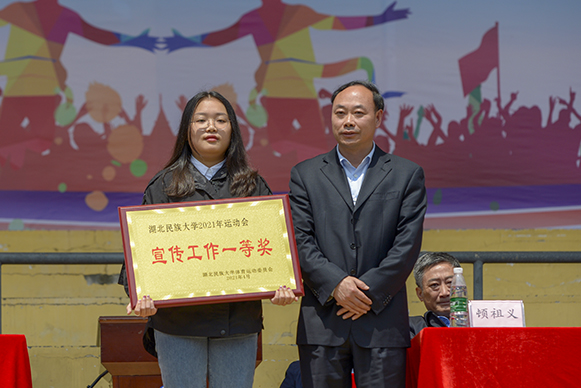 湖北民族大学2021年运动会
宣传工作一等奖
湖北民族大学体育运动委员会
2021年4月
顿祖义